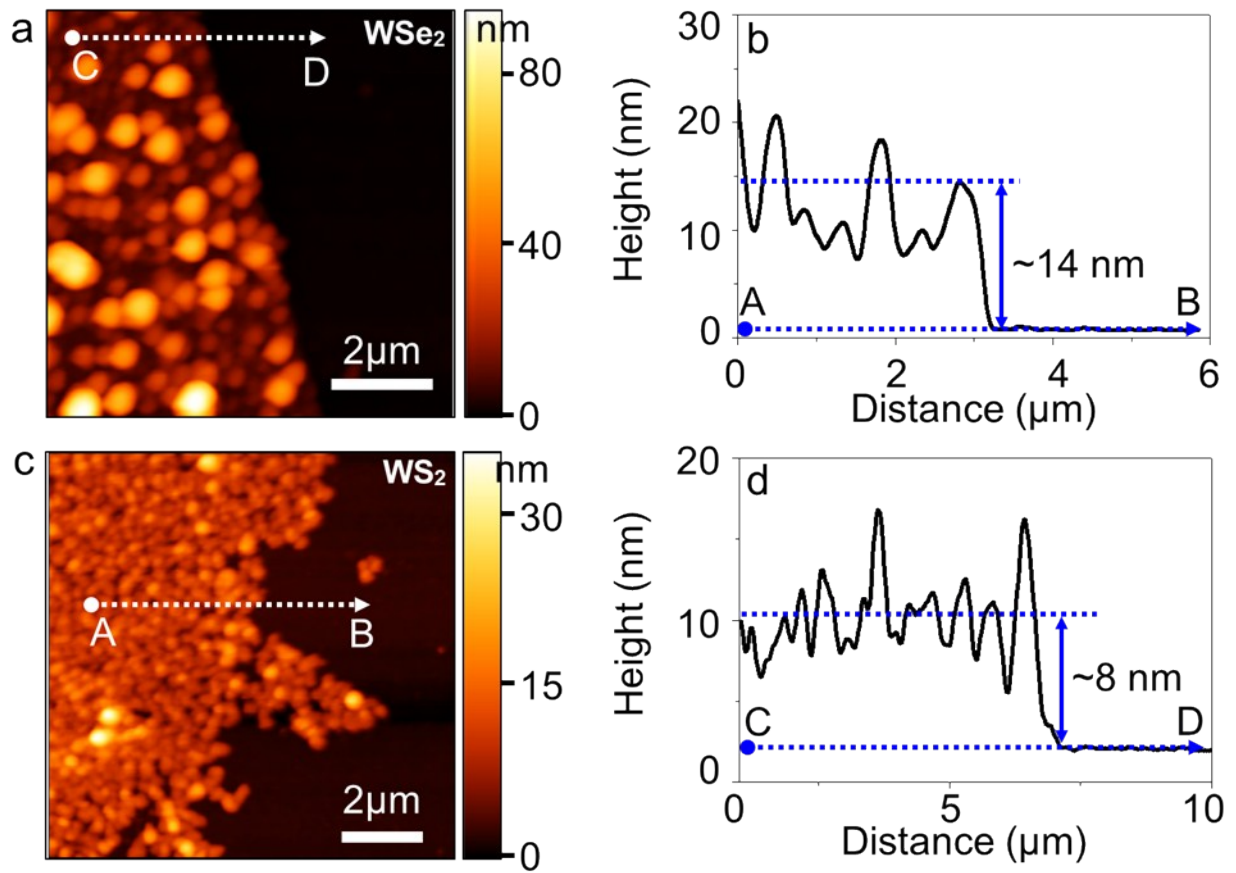 a
WSe₂
C
D
2μm
nm
80
40
0
b
Height (nm)
30
20
10
0
~14 nm
A
B
0 2 4 6
Distance (μm)
c
WS₂
A
B
2μm
nm
30
15
0
d
Height (nm)
20
10
0
~8 nm
C
D
0 5 10
Distance (μm)